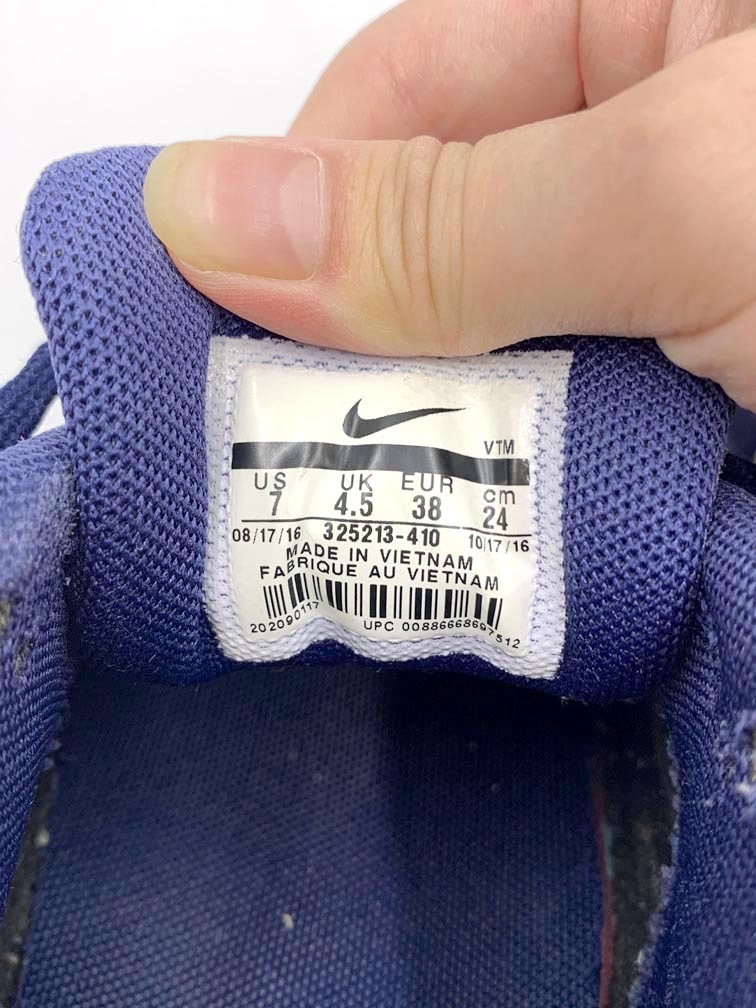 VTM
US UK EUR cm
7 4.5 38 24
08/17/16 325213-410 10/17/16
MADE IN VIETNAM
FABRIQUE AU VIETNAM
202090117 UPC 00886668697512